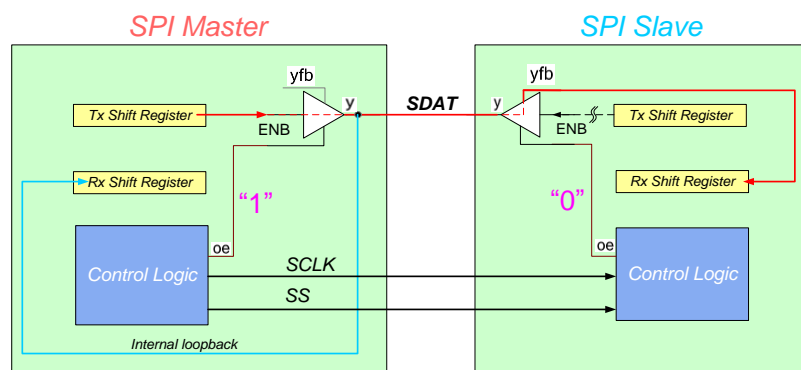 SPI Master
SPI Slave
yfb
y
SDAT
y
yfb
Tx Shift Register
ENB
ENB
Tx Shift Register
Rx Shift Register
Rx Shift Register
“1”
“0”
oe
oe
Control Logic
SCLK
Control Logic
SS
Internal loopback